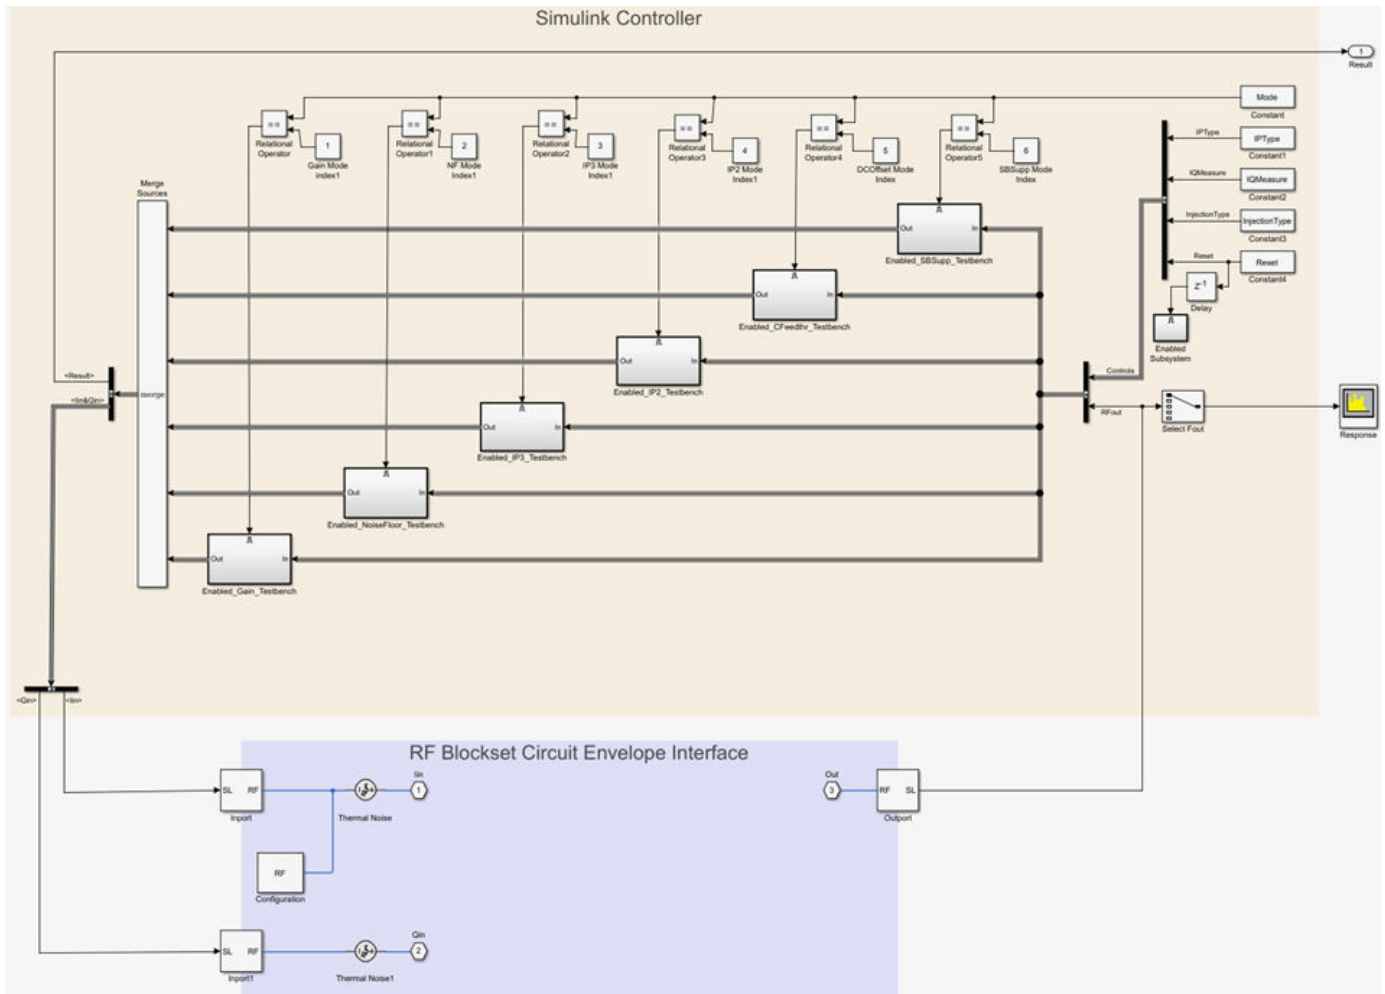 Simulink Controller
1
Result
Mode
Constant
==
Relational
Operator
1
Gain Mode
index1
==
Relational
Operator1
2
NF Mode
Index1
==
Relational
Operator2
3
IP3 Mode
Index1
==
Relational
Operator3
4
IP2 Mode
Index1
==
Relational
Operator4
5
DCOffset Mode
Index
==
Relational
Operator5
6
SBSupp Mode
Index
IPType
IPType
Constant1
IQMeasure
IQMeasure
Constant2
InjectionType
InjectionType
Constant3
Reset
Reset
Constant4
Z-1
Delay
Enabled
Subsystem
Merge
Sources
merge
Out
In
Enabled_SBSupp_Testbench
Out
In
Enabled_CFeedthr_Testbench
Out
In
Enabled_IP2_Testbench
Out
In
Enabled_IP3_Testbench
Out
In
Enabled_NoiseFloor_Testbench
Out
In
Enabled_Gain_Testbench
Controls
RFout
Select Fout
Response
<Result>
<Iin&Qin>
<Qin>
<Iin>
RF Blockset Circuit Envelope Interface
SL
RF
Inport
Thermal Noise
Iin
1
Out
3
RF
SL
Outport
RF
Configuration
SL
RF
Inport1
Thermal Noise1
Qin
2